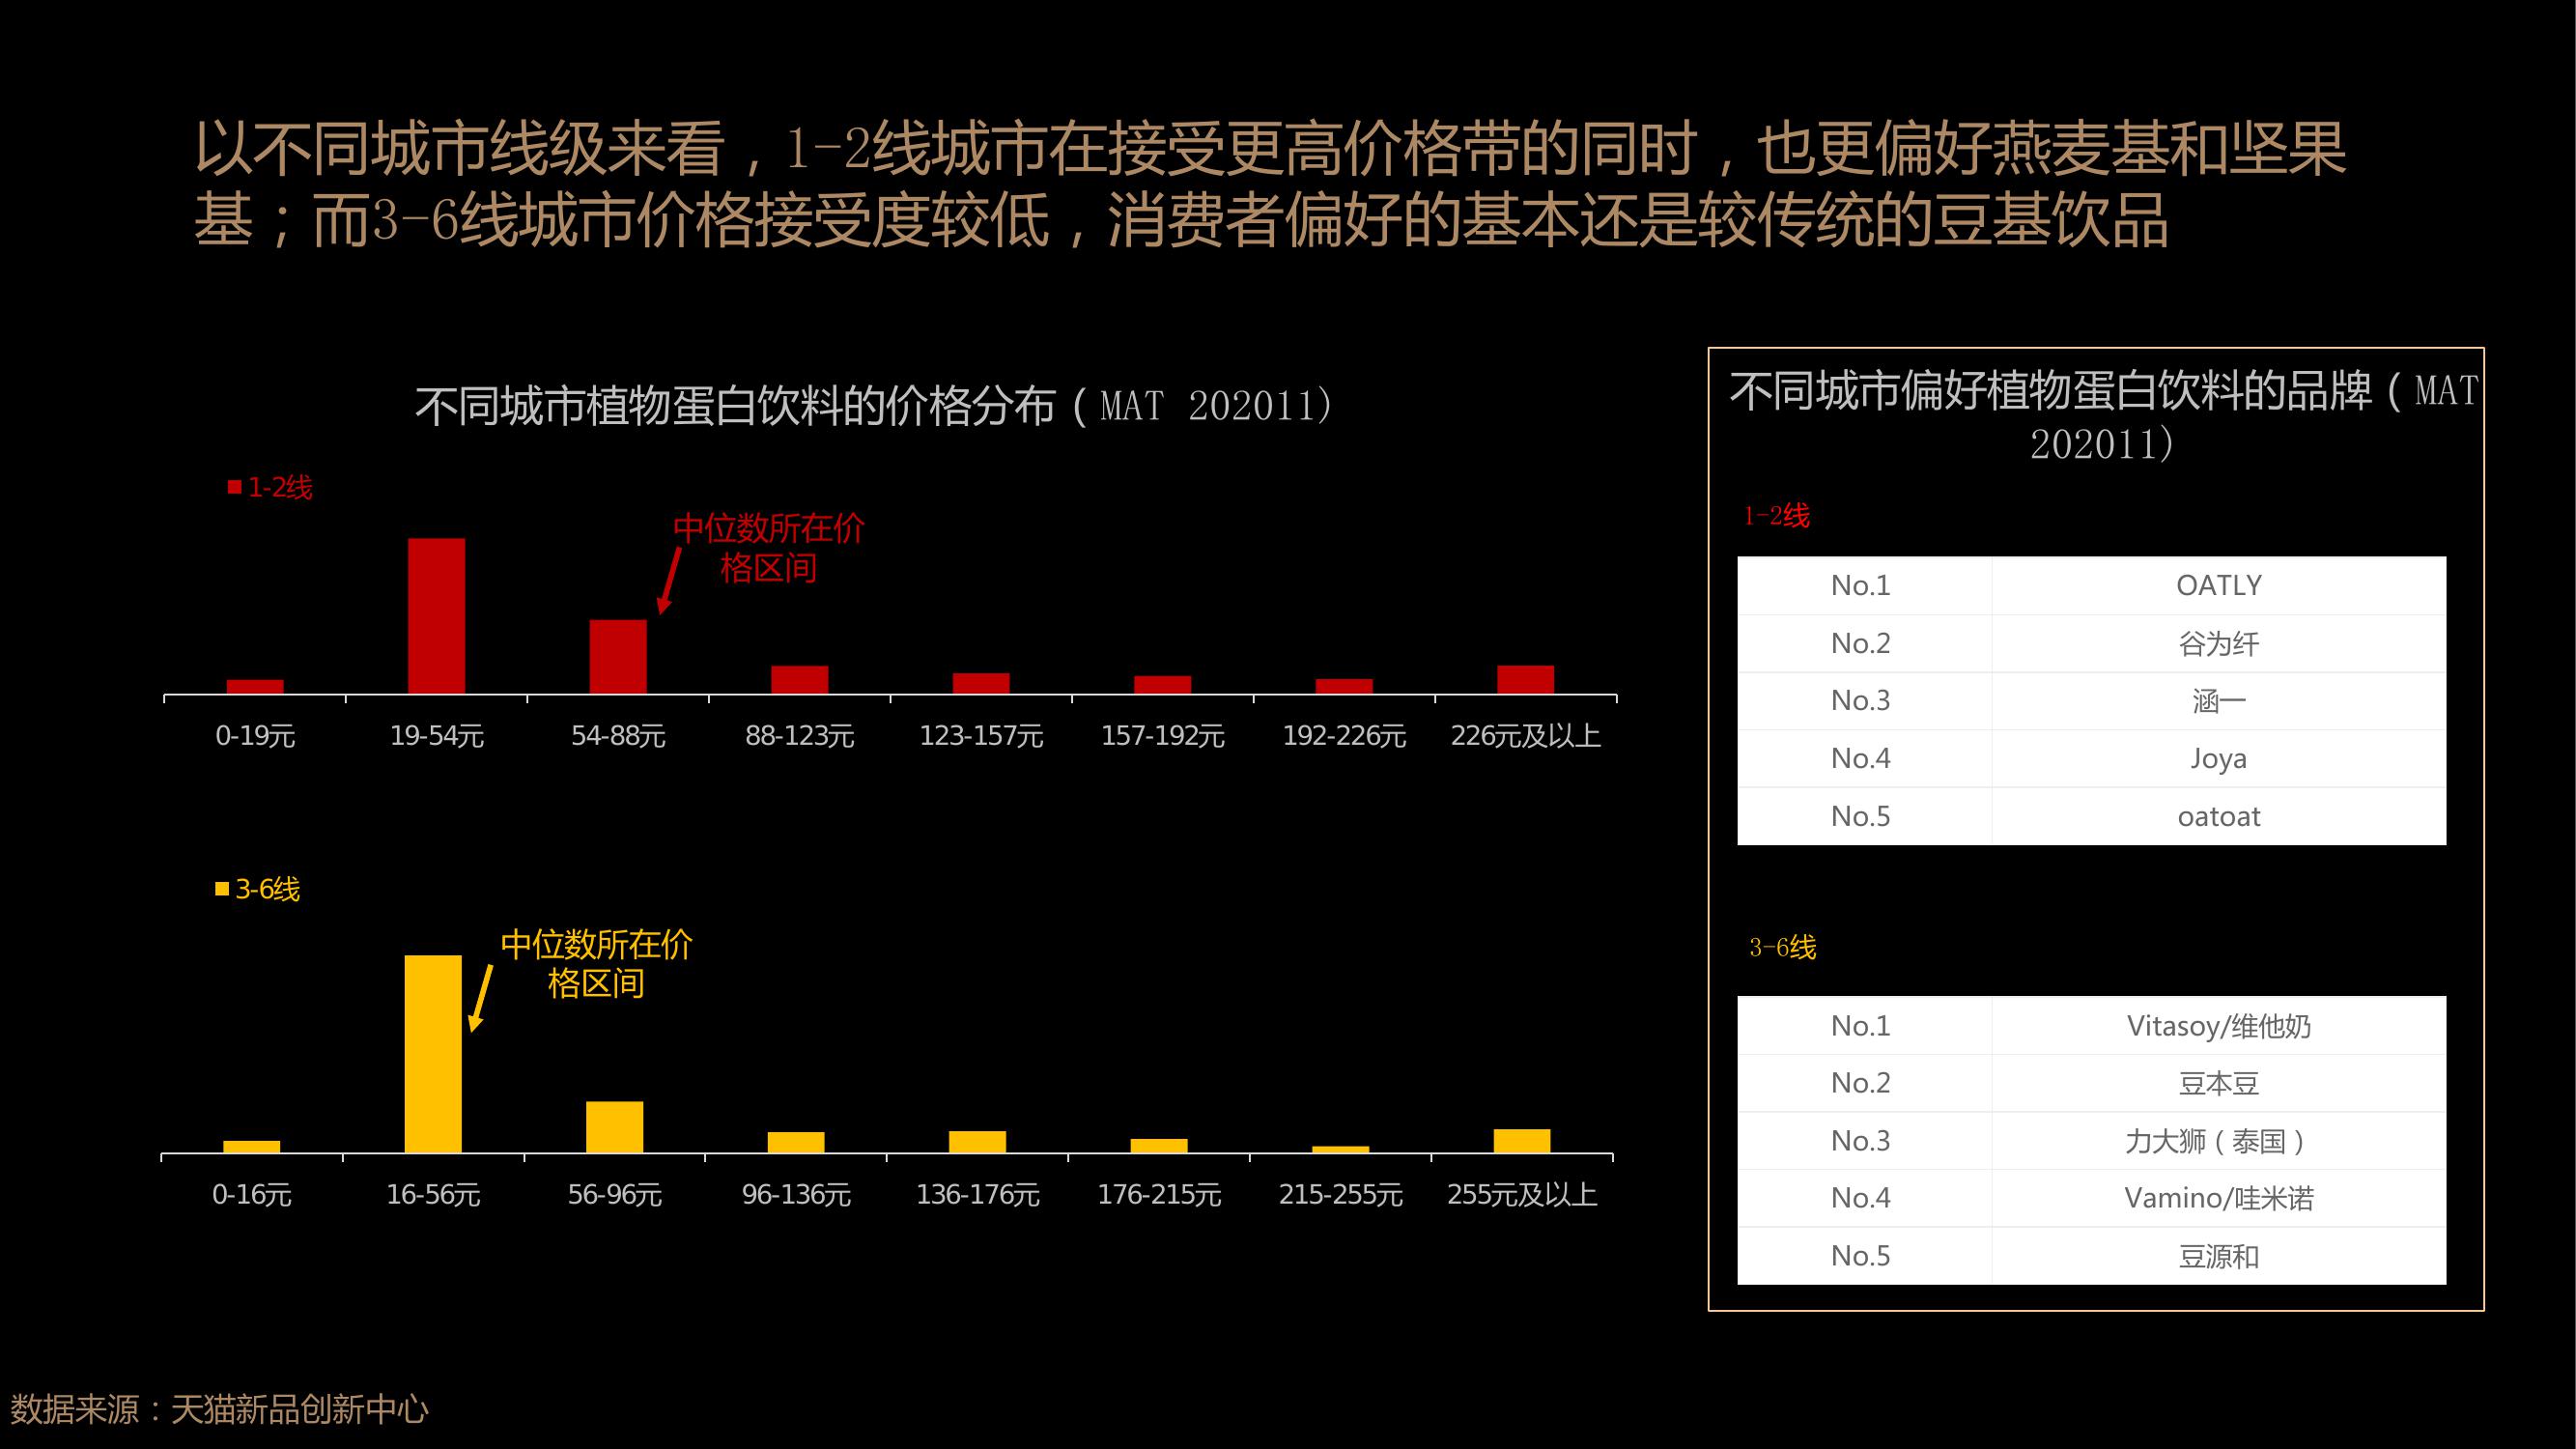 以不同城市线级来看，1-2线城市在接受更高价格带的同时，也更偏好燕麦基和坚果
基；而3-6线城市价格接受度较低，消费者偏好的基本还是较传统的豆基饮品
不同城市植物蛋白饮料的价格分布（MAT 202011)
1-2线
中位数所在价
格区间
0-19元 19-54元 54-88元 88-123元 123-157元 157-192元 192-226元 226元及以上
3-6线
中位数所在价
格区间
0-16元 16-56元 56-96元 96-136元 136-176元 176-215元 215-255元 255元及以上
不同城市偏好植物蛋白饮料的品牌（MAT
202011)
1-2线
No.1 OATLY
No.2 谷为纤
No.3 涵一
No.4 Joya
No.5 oatoat
3-6线
No.1 Vitasoy/维他奶
No.2 豆本豆
No.3 力大狮（泰国）
No.4 Vamino/哇米诺
No.5 豆源和
数据来源：天猫新品创新中心